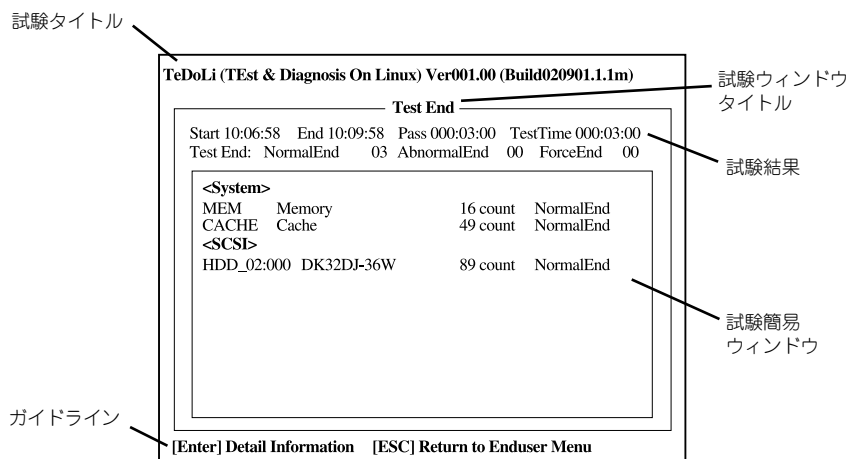 試験タイトル
TeDoLi (TEst & Diagnosis On Linux) Ver001.00 (Build020901.1.1m)
試験ウィンドウ
タイトル
Test End
Start 10:06:58 End 10:09:58 Pass 000:03:00 TestTime 000:03:00
Test End: NormalEnd 03 AbnormalEnd 00 ForceEnd 00
試験結果
<System>
MEM Memory 16 count NormalEnd
CACHE Cache 49 count NormalEnd
<SCSI>
HDD_02:000 DK32DJ-36W 89 count NormalEnd
試験簡易
ウィンドウ
ガイドライン
[Enter] Detail Information [ESC] Return to Enduser Menu